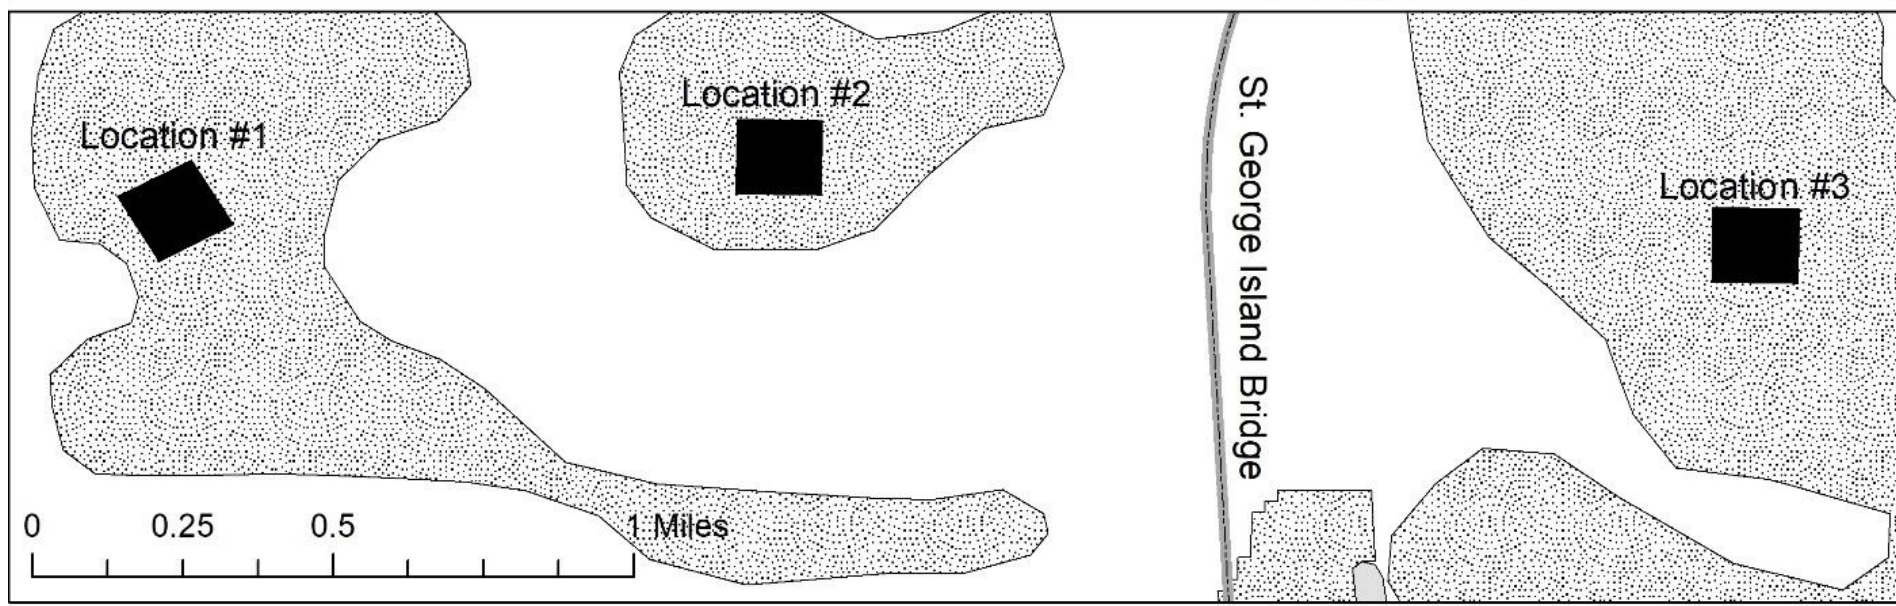 Location #1
Location #2
St. George Island Bridge
Location #3
0 0.25 0.5 1 Miles